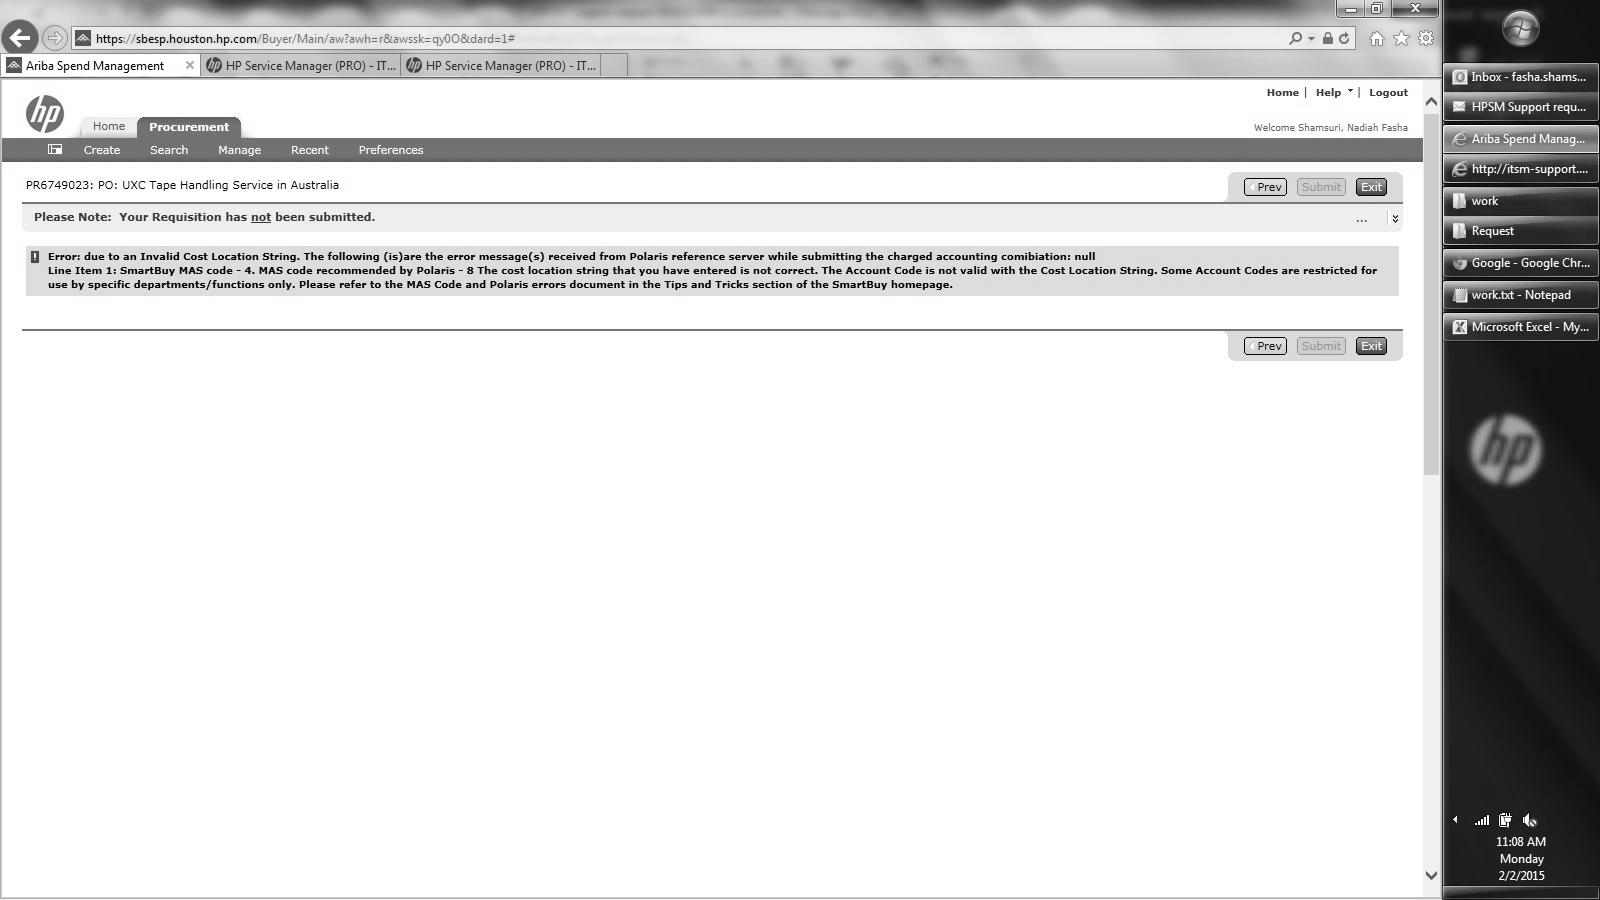 https://sbesp.houston.hp.com/Buyer/Main/aw?awh=r&awssk=qy0O&dard=1#
Ariba Spend Management
HP Service Manager (PRO) - IT...
HP Service Manager (PRO) - IT...
Home | Help | Logout
hp
Home
Procurement
Welcome Shamsuri, Nadiah Fasha
Create Search Manage Recent Preferences
PR6749023: PO: UXC Tape Handling Service in Australia
Prev Submit Exit
Please Note: Your Requisition has not been submitted.
...
Error: due to an Invalid Cost Location String. The following (is)are the error message(s) received from Polaris reference server while submitting the charged accounting comibiation: null
Line Item 1: SmartBuy MAS code - 4. MAS code recommended by Polaris - 8 The cost location string that you have entered is not correct. The Account Code is not valid with the Cost Location String. Some Account Codes are restricted for
use by specific departments/functions only. Please refer to the MAS Code and Polaris errors document in the Tips and Tricks section of the SmartBuy homepage.
Prev Submit Exit
Inbox - fasha.shams...
HPSM Support requ...
Ariba Spend Manag...
http://itsm-support....
work
Request
Google - Google Chr...
work.txt - Notepad
Microsoft Excel - My...
hp
11:08 AM
Monday
2/2/2015